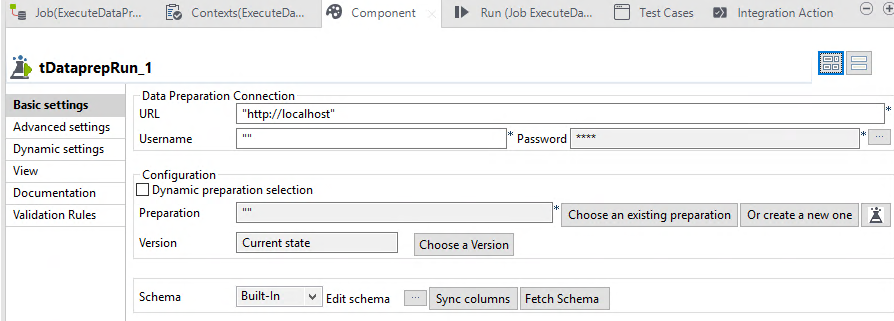 Job(ExecuteDataPr... Contexts(ExecuteDa... Component Run (Job ExecuteDa... Test Cases Integration Action
tDataprepRun_1
Basic settings
Advanced settings
Dynamic settings
View
Documentation
Validation Rules
Data Preparation Connection
URL "http://localhost" *
Username "" * Password **** * ...
Configuration
Dynamic preparation selection
Preparation "" * Choose an existing preparation Or create a new one
Version Current state Choose a Version
Schema Built-In Edit schema ... Sync columns Fetch Schema